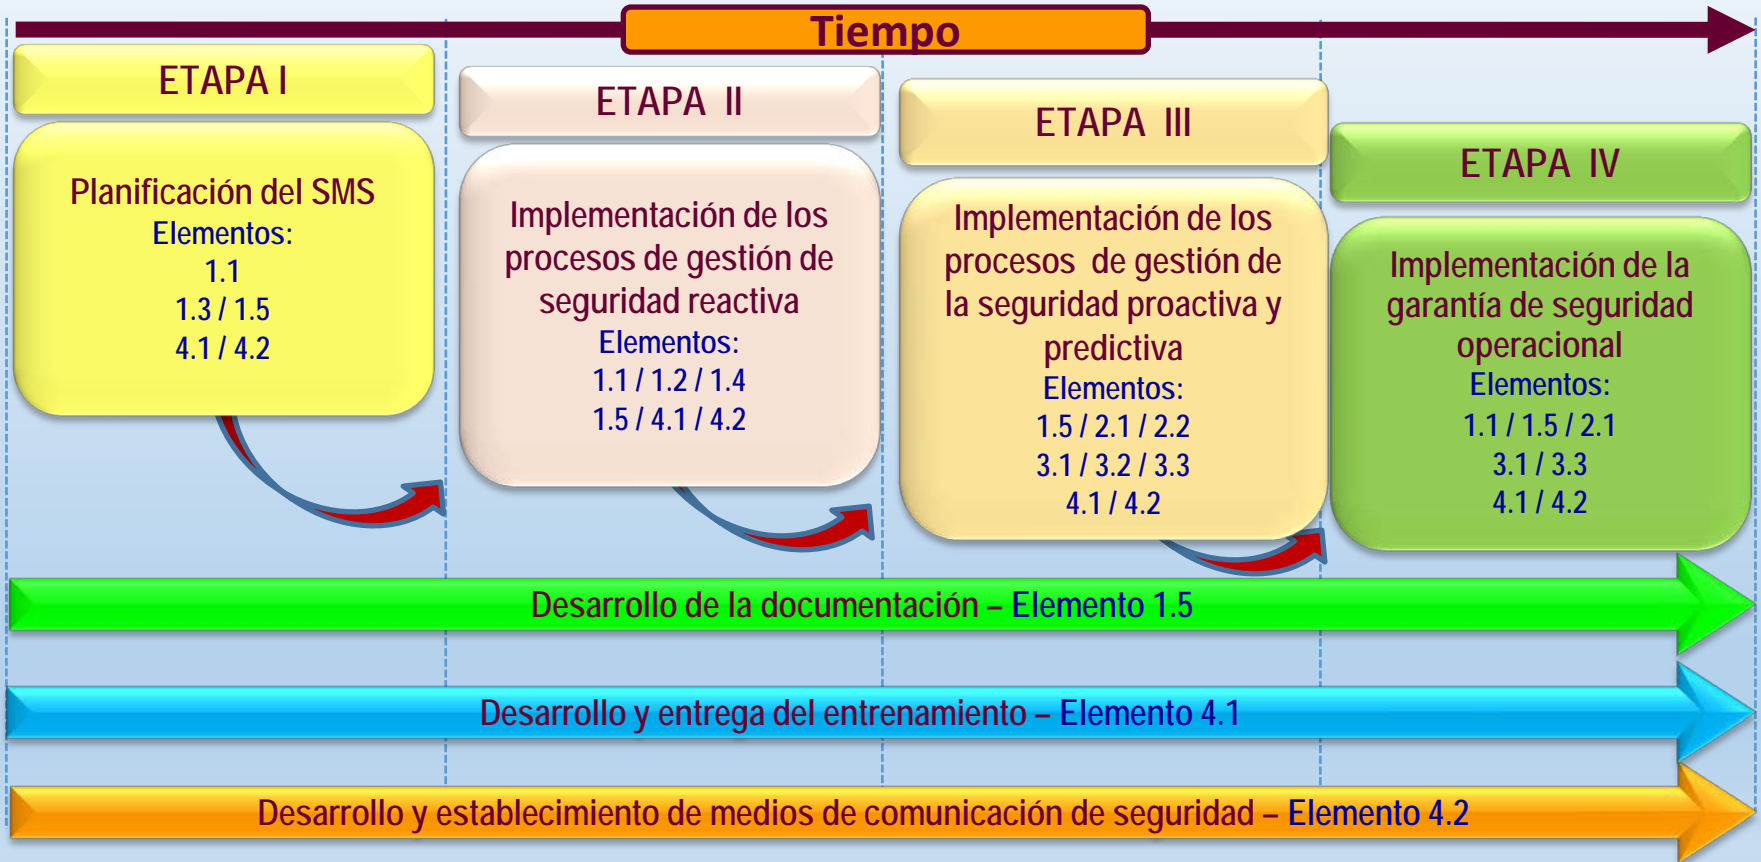 Tiempo
ETAPA I
Planificación del SMS
Elementos:
1.1
1.3 / 1.5
4.1 / 4.2
ETAPA II
Implementación de los
procesos de gestión de
seguridad reactiva
Elementos:
1.1 / 1.2 / 1.4
1.5 / 4.1 / 4.2
ETAPA III
Implementación de los
procesos de gestión de
la seguridad proactiva y
predictiva
Elementos:
1.5 / 2.1 / 2.2
3.1 / 3.2 / 3.3
4.1 / 4.2
ETAPA IV
Implementación de la
garantía de seguridad
operacional
Elementos:
1.1 / 1.5 / 2.1
3.1 / 3.3
4.1 / 4.2
Desarrollo de la documentación – Elemento 1.5
Desarrollo y entrega del entrenamiento – Elemento 4.1
Desarrollo y establecimiento de medios de comunicación de seguridad – Elemento 4.2